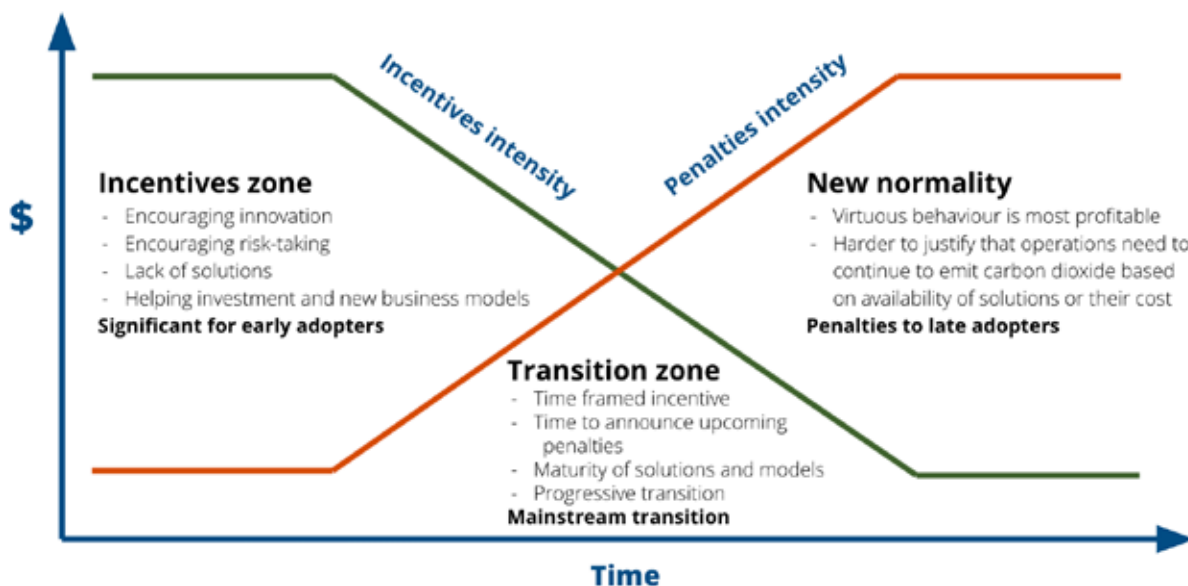 Incentives intensity
Penalties intensity
$
Incentives zone
- Encouraging innovation
- Encouraging risk-taking
- Lack of solutions
- Helping investment and new business models
Significant for early adopters
Transition zone
- Time framed incentive
- Time to announce upcoming
penalties
- Maturity of solutions and models
- Progressive transition
Mainstream transition
New normality
- Virtuous behaviour is most profitable
- Harder to justify that operations need to
continue to emit carbon dioxide based
on availability of solutions or their cost
Penalties to late adopters
Time